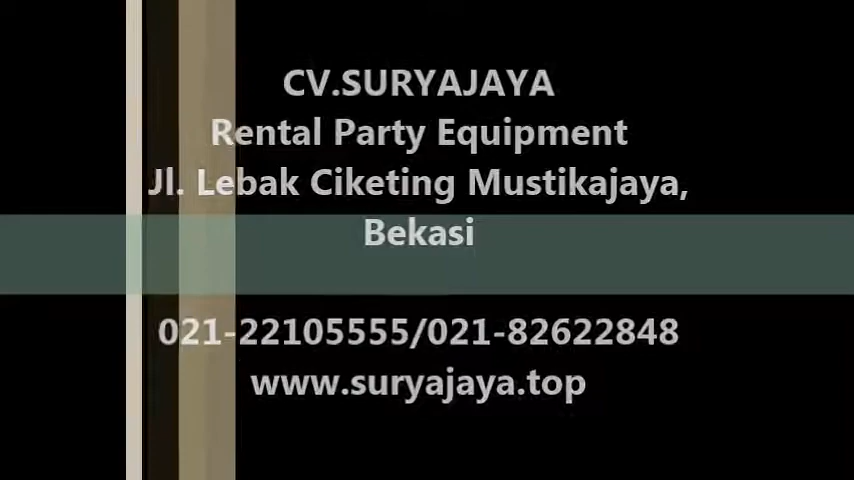 CV.SURYAJAYA
Rental Party Equipment
Jl. Lebak Ciketing Mustikajaya,
Bekasi
021-22105555/021-82622848
www.suryajaya.top